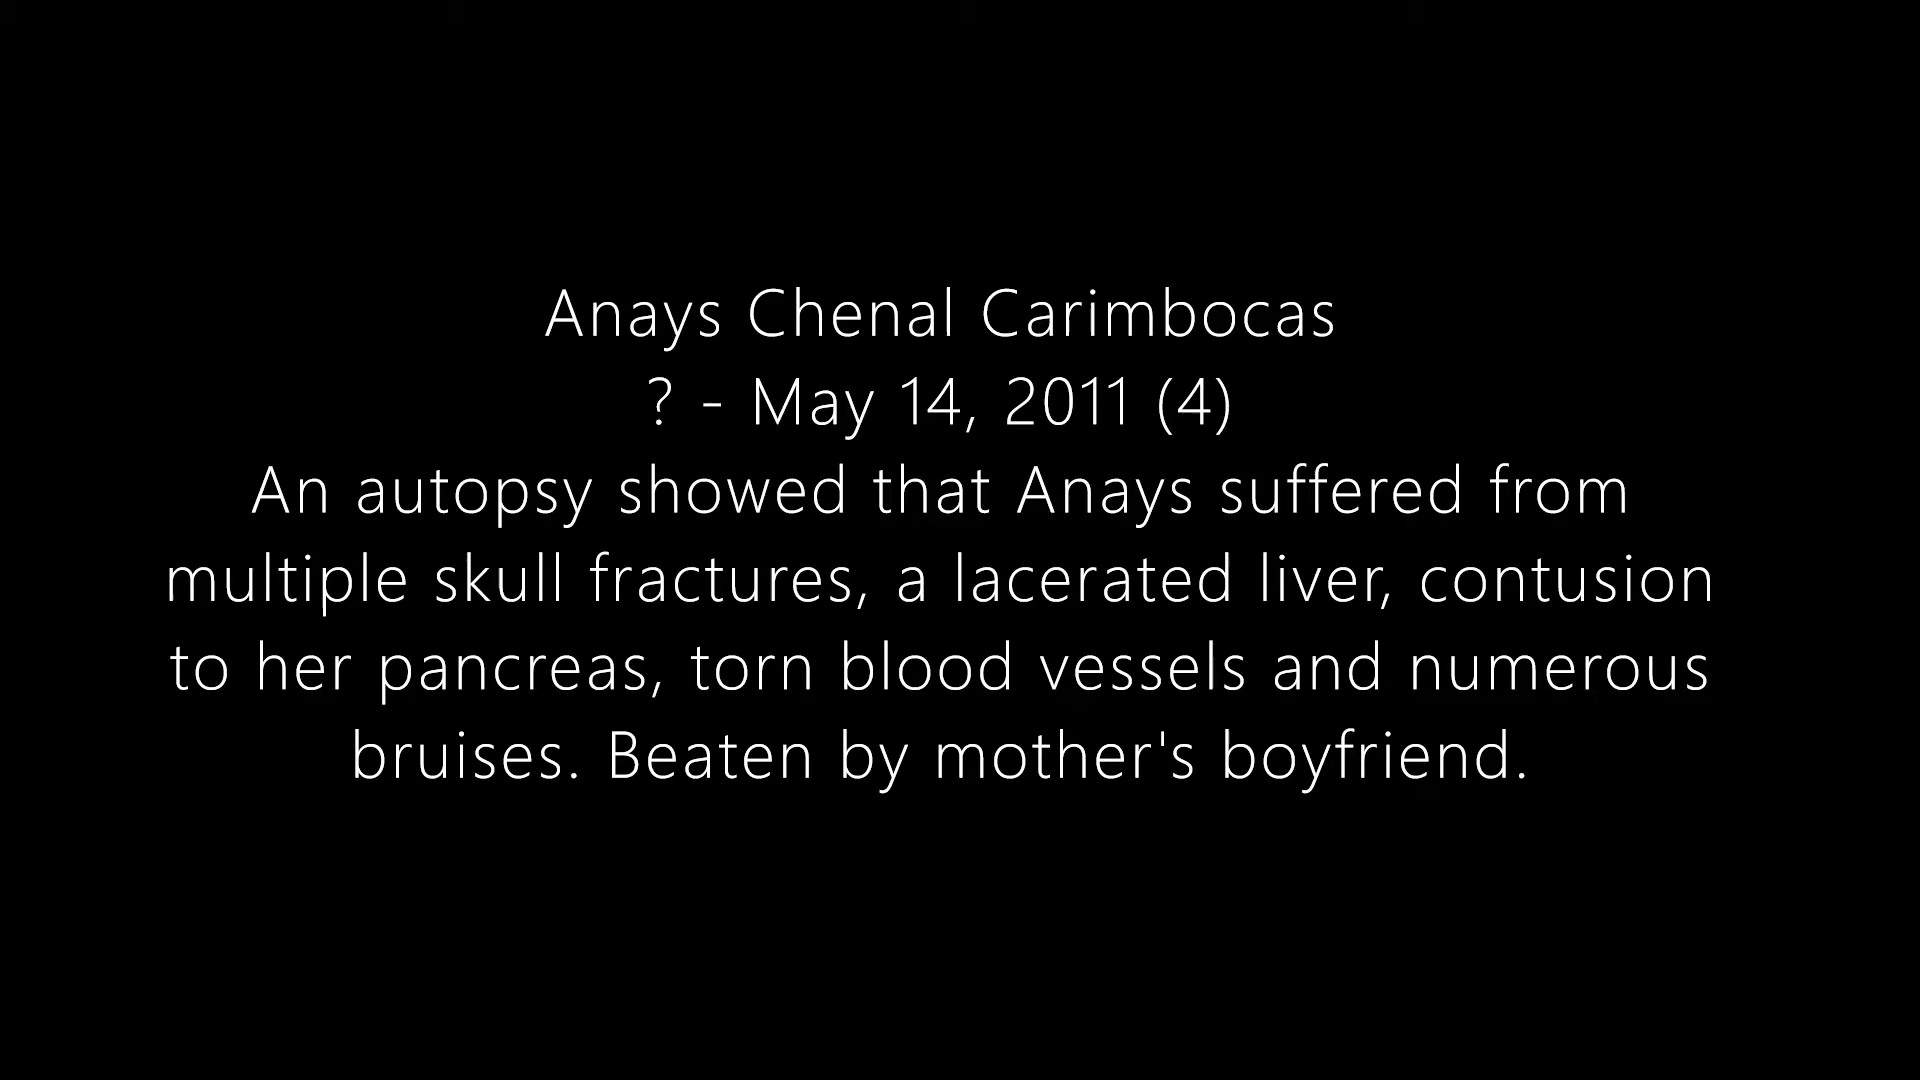 Anays Chenal Carimbocas
? - May 14, 2011 (4)
An autopsy showed that Anays suffered from
multiple skull fractures, a lacerated liver, contusion
to her pancreas, torn blood vessels and numerous
bruises. Beaten by mother's boyfriend.